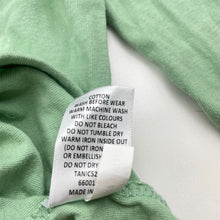 COTTON
WASH BEFORE WEAR
WARM MACHINE WASH
WITH LIKE COLOURS
DO NOT BLEACH
DO NOT TUMBLE DRY
WARM IRON INSIDE OUT
(DO NOT IRON
OR EMBELLISH
DO NOT DRY
TANICS2
66001
MADE IN